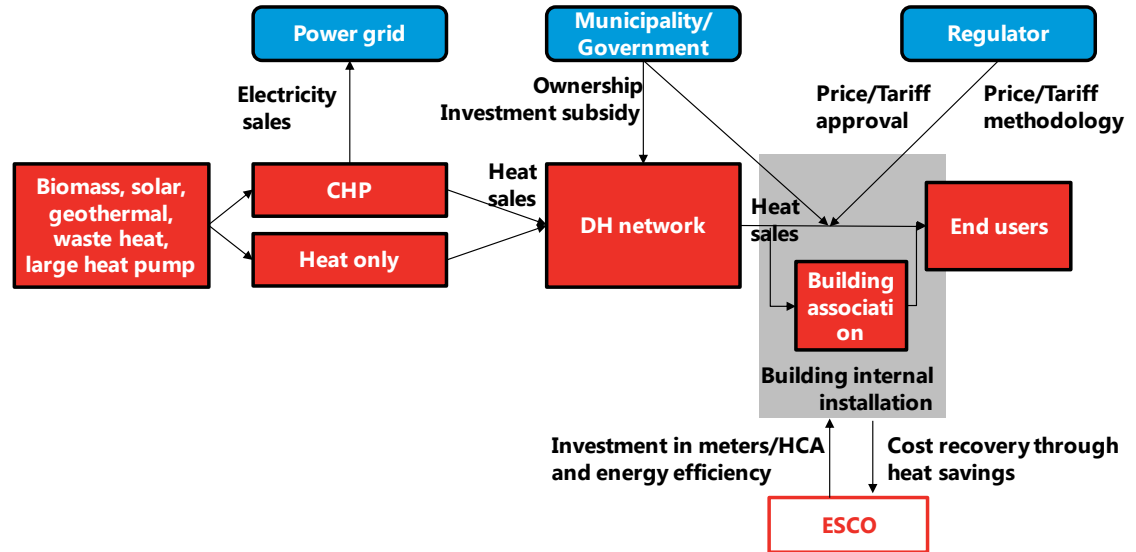 Power grid
Municipality/
Government
Regulator
Electricity
sales
Ownership
Investment subsidy
Price/Tariff
approval
Price/Tariff
methodology
Biomass, solar,
geothermal,
waste heat,
large heat pump
CHP
Heat only
Heat
sales
DH network
Heat
sales
End users
Building
associati
on
Building internal
installation
Investment in meters/HCA
and energy efficiency
Cost recovery through
heat savings
ESCO